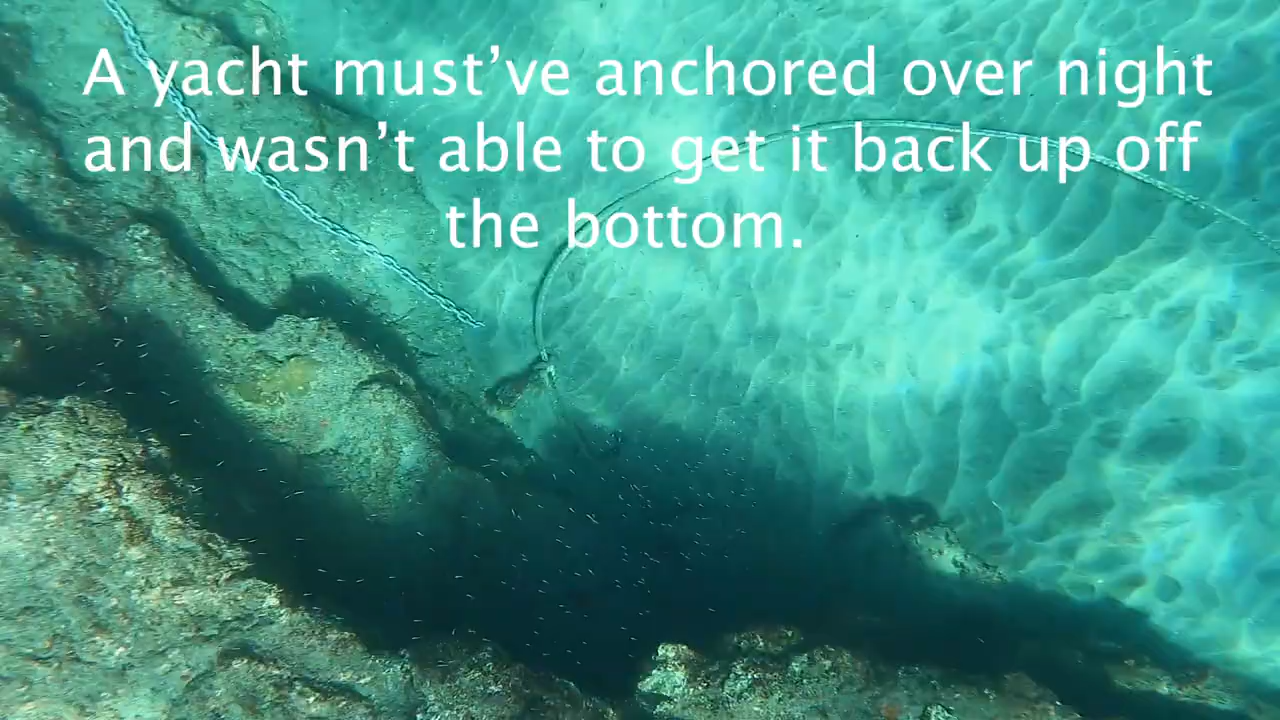 A yacht must’ve anchored over night
and wasn’t able to get it back up off
the bottom.